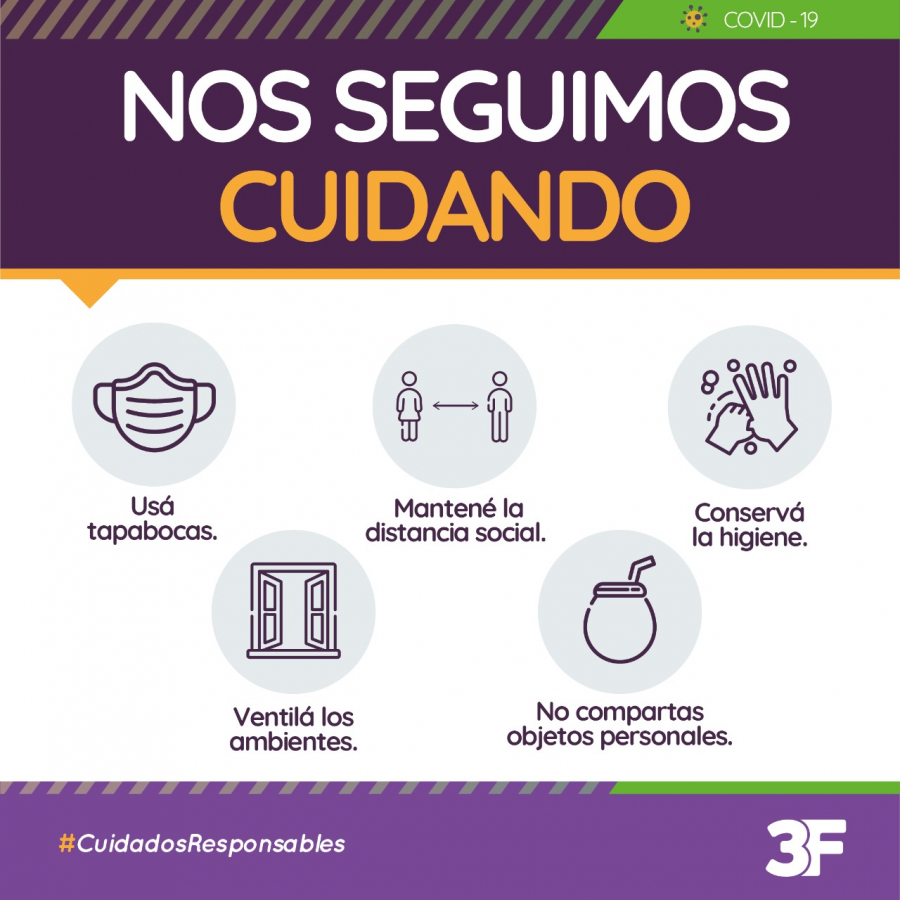 COVID - 19
NOS SEGUIMOS
CUIDANDO
Usá
tapabocas.
Mantené la
distancia social.
Conservá
la higiene.
Ventilá los
ambientes.
No compartas
objetos personales.
#CuidadosResponsables
3F